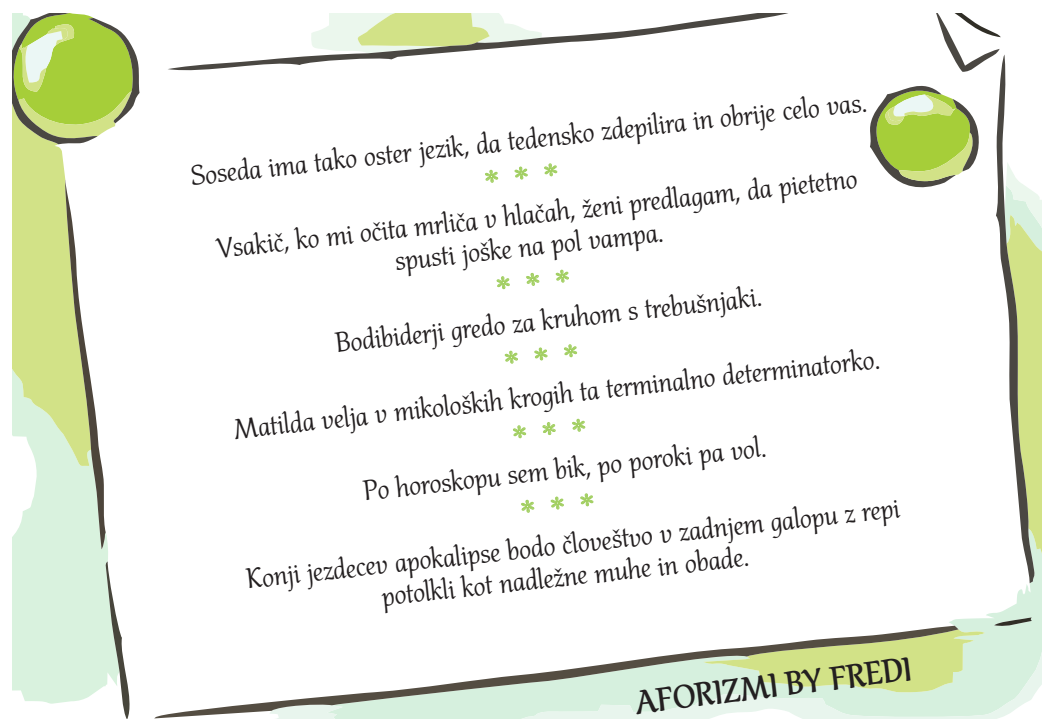 Soseda ima tako oster jezik, da tedensko zdepilira in obrije celo vas.
* * *
Vsakič, ko mi očita mrliča v hlačah, ženi predlagam, da pietetno
spusti joške na pol vampa.
* * *
Bodibiderji gredo za kruhom s trebušnjaki.
* * *
Matilda velja v mikoloških krogih ta terminalno determinatorko.
* * *
Po horoskopu sem bik, po poroki pa vol.
* * *
Konji jezdecev apokalipse bodo človeštvo v zadnjem galopu z repi
potolkli kot nadležne muhe in obade.
AFORIZMI BY FREDI